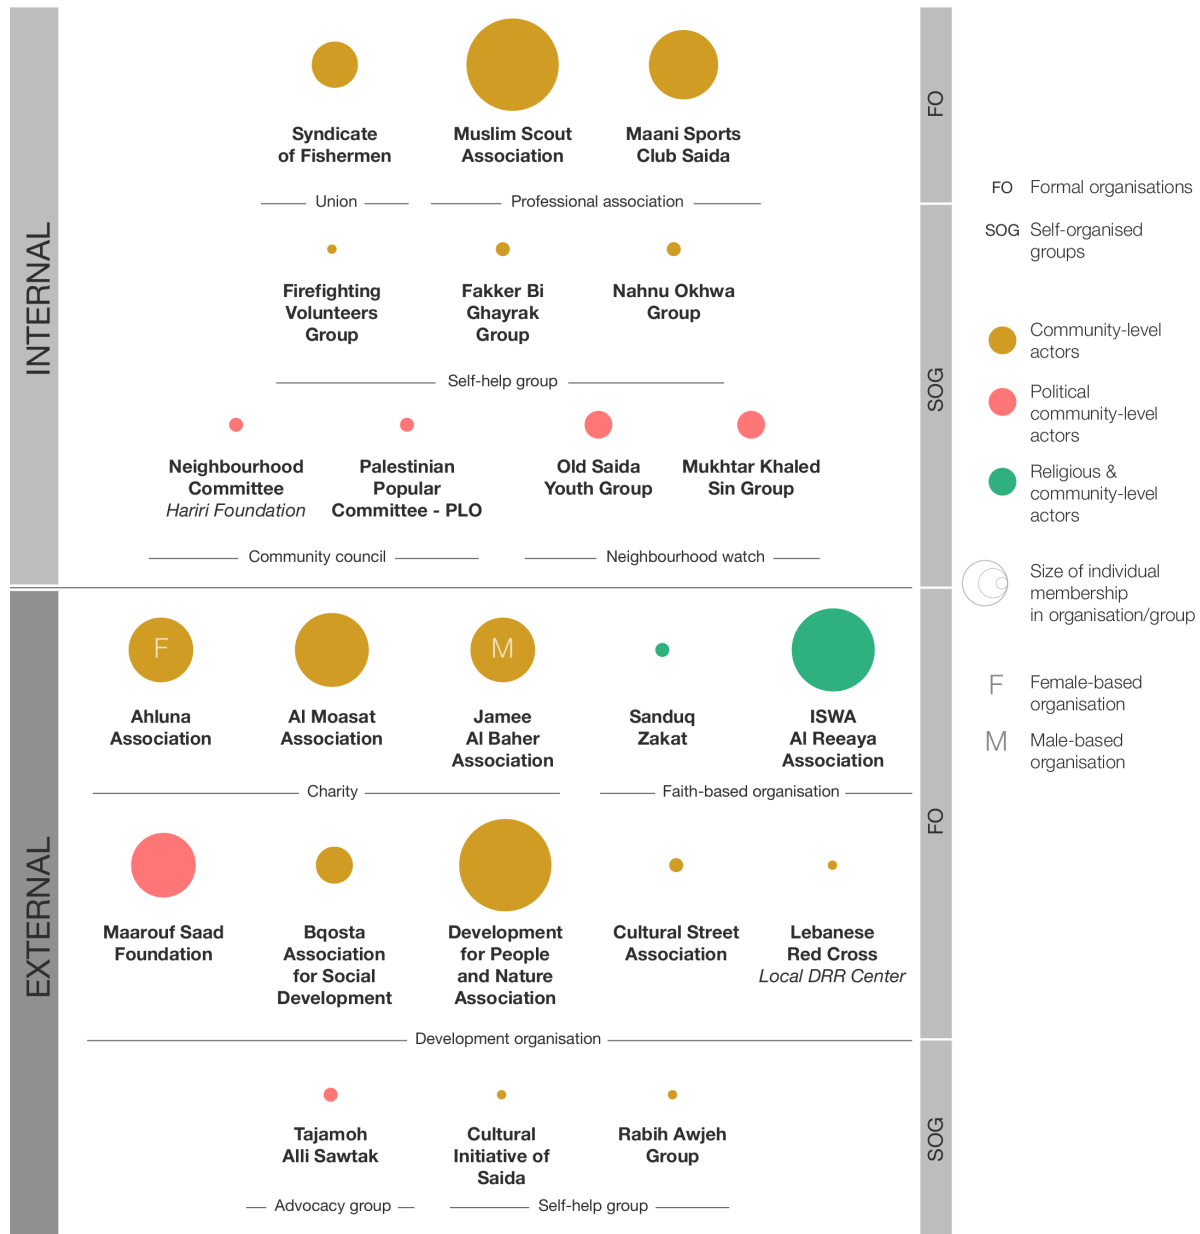 INTERNAL
FO
Syndicate
of Fishermen
Muslim Scout
Association
Maani Sports
Club Saida
Union
Professional association
SOG
Firefighting
Volunteers
Group
Fakker Bi
Ghayrak
Group
Nahnu Okhwa
Group
Self-help group
Neighbourhood
Committee
Hariri Foundation
Palestinian
Popular
Committee - PLO
Old Saida
Youth Group
Mukhtar Khaled
Sin Group
Community council
Neighbourhood watch
EXTERNAL
FO
F
M
Ahluna
Association
Al Moasat
Association
Jamee
Al Baher
Association
Sanduq
Zakat
ISWA
Al Reeaya
Association
Charity
Faith-based organisation
Maarouf Saad
Foundation
Bqosta
Association
for Social
Development
Development
for People
and Nature
Association
Cultural Street
Association
Lebanese
Red Cross
Local DRR Center
Development organisation
SOG
Tajamoh
Alli Sawtak
Cultural
Initiative of
Saida
Rabih Awjeh
Group
Advocacy group
Self-help group
FO Formal organisations
SOG Self-organised
groups
Community-level
actors
Political
community-level
actors
Religious &
community-level
actors
Size of individual
membership
in organisation/group
F Female-based
organisation
M Male-based
organisation